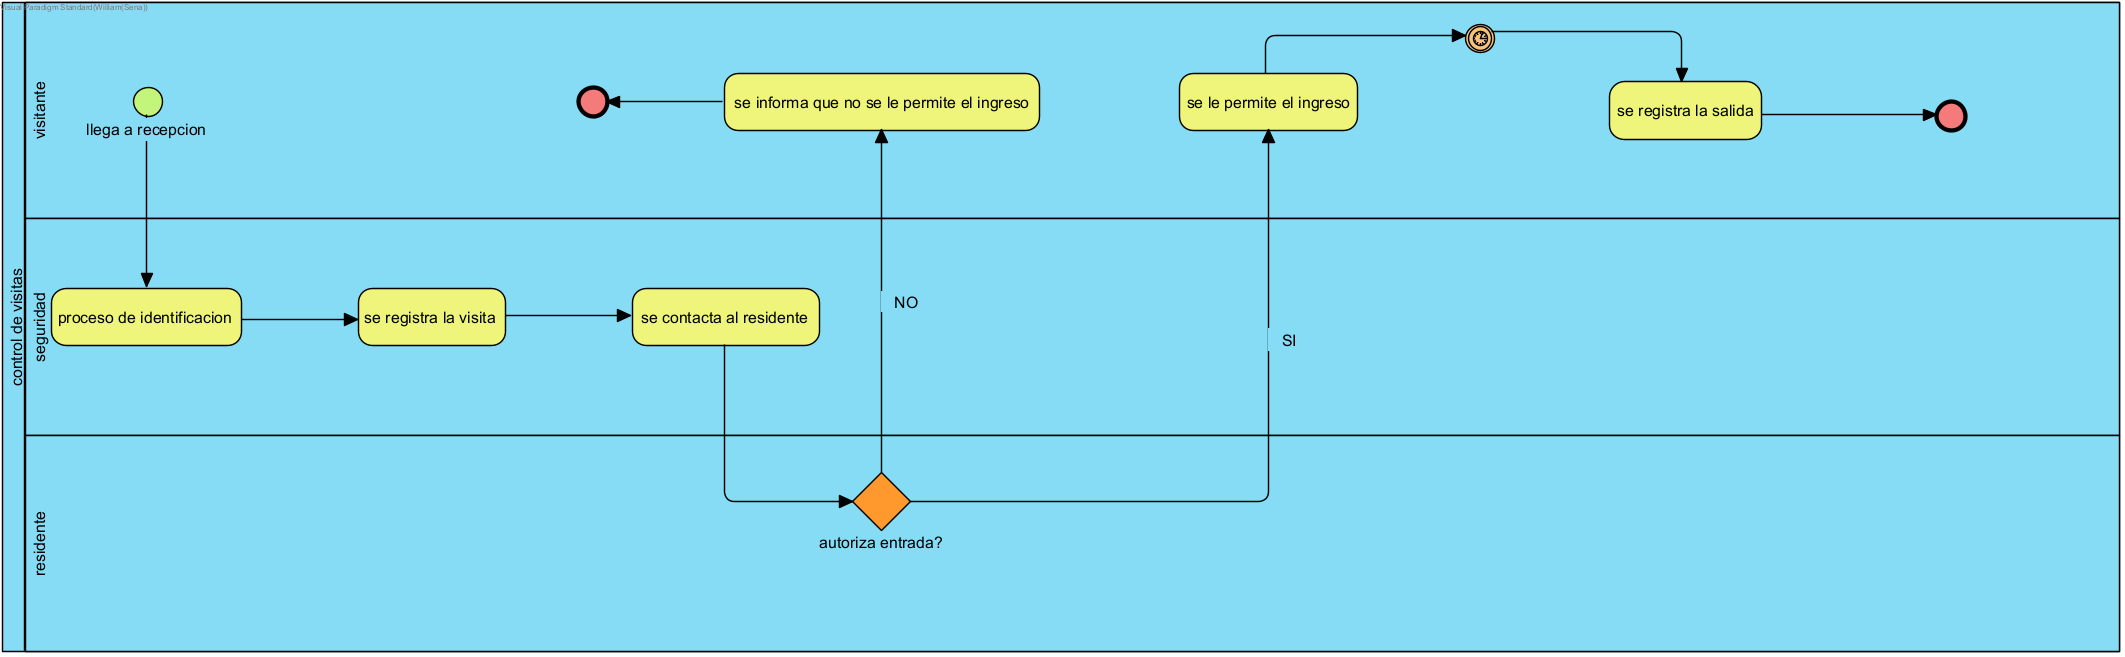 Visual Paradigm Standard(William(Sena))
control de visitas
visitante
llega a recepcion
se informa que no se le permite el ingreso
se le permite el ingreso
se registra la salida
seguridad
proceso de identificacion
se registra la visita
se contacta al residente
NO
SI
residente
autoriza entrada?